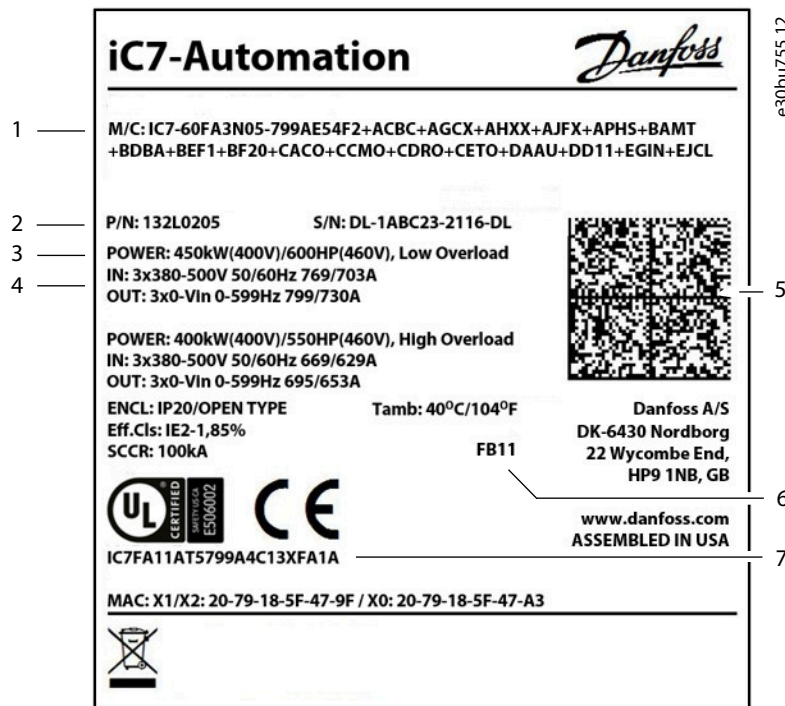 iC7-Automation
Danfoss
e30bu755.12
1
M/C: IC7-60FA3N05-799AE54F2+ACBC+AGCX+AHXX+AJFX+APHS+BAMT
+BDBA+BEF1+BF20+CACO+CCMO+CDRO+CETO+DAAU+DD11+EGIN+EJCL
2
P/N: 132L0205 S/N: DL-1ABC23-2116-DL
3
POWER: 450kW(400V)/600HP(460V), Low Overload
4
IN: 3x380-500V 50/60Hz 769/703A
OUT: 3x0-Vin 0-599Hz 799/730A
5
POWER: 400kW(400V)/550HP(460V), High Overload
IN: 3x380-500V 50/60Hz 669/629A
OUT: 3x0-Vin 0-599Hz 695/653A
ENCL: IP20/OPEN TYPE Tamb: 40°C/104°F
Eff.Cls: IE2-1,85%
SCCR: 100kA FB11
Danfoss A/S
DK-6430 Nordborg
22 Wycombe End,
HP9 1NB, GB
6
UL ® CERTIFIED SAFETY US CA E506002
CE
www.danfoss.com
ASSEMBLED IN USA
IC7FA11AT5799A4C13XFA1A
7
MAC: X1/X2: 20-79-18-5F-47-9F / X0: 20-79-18-5F-47-A3